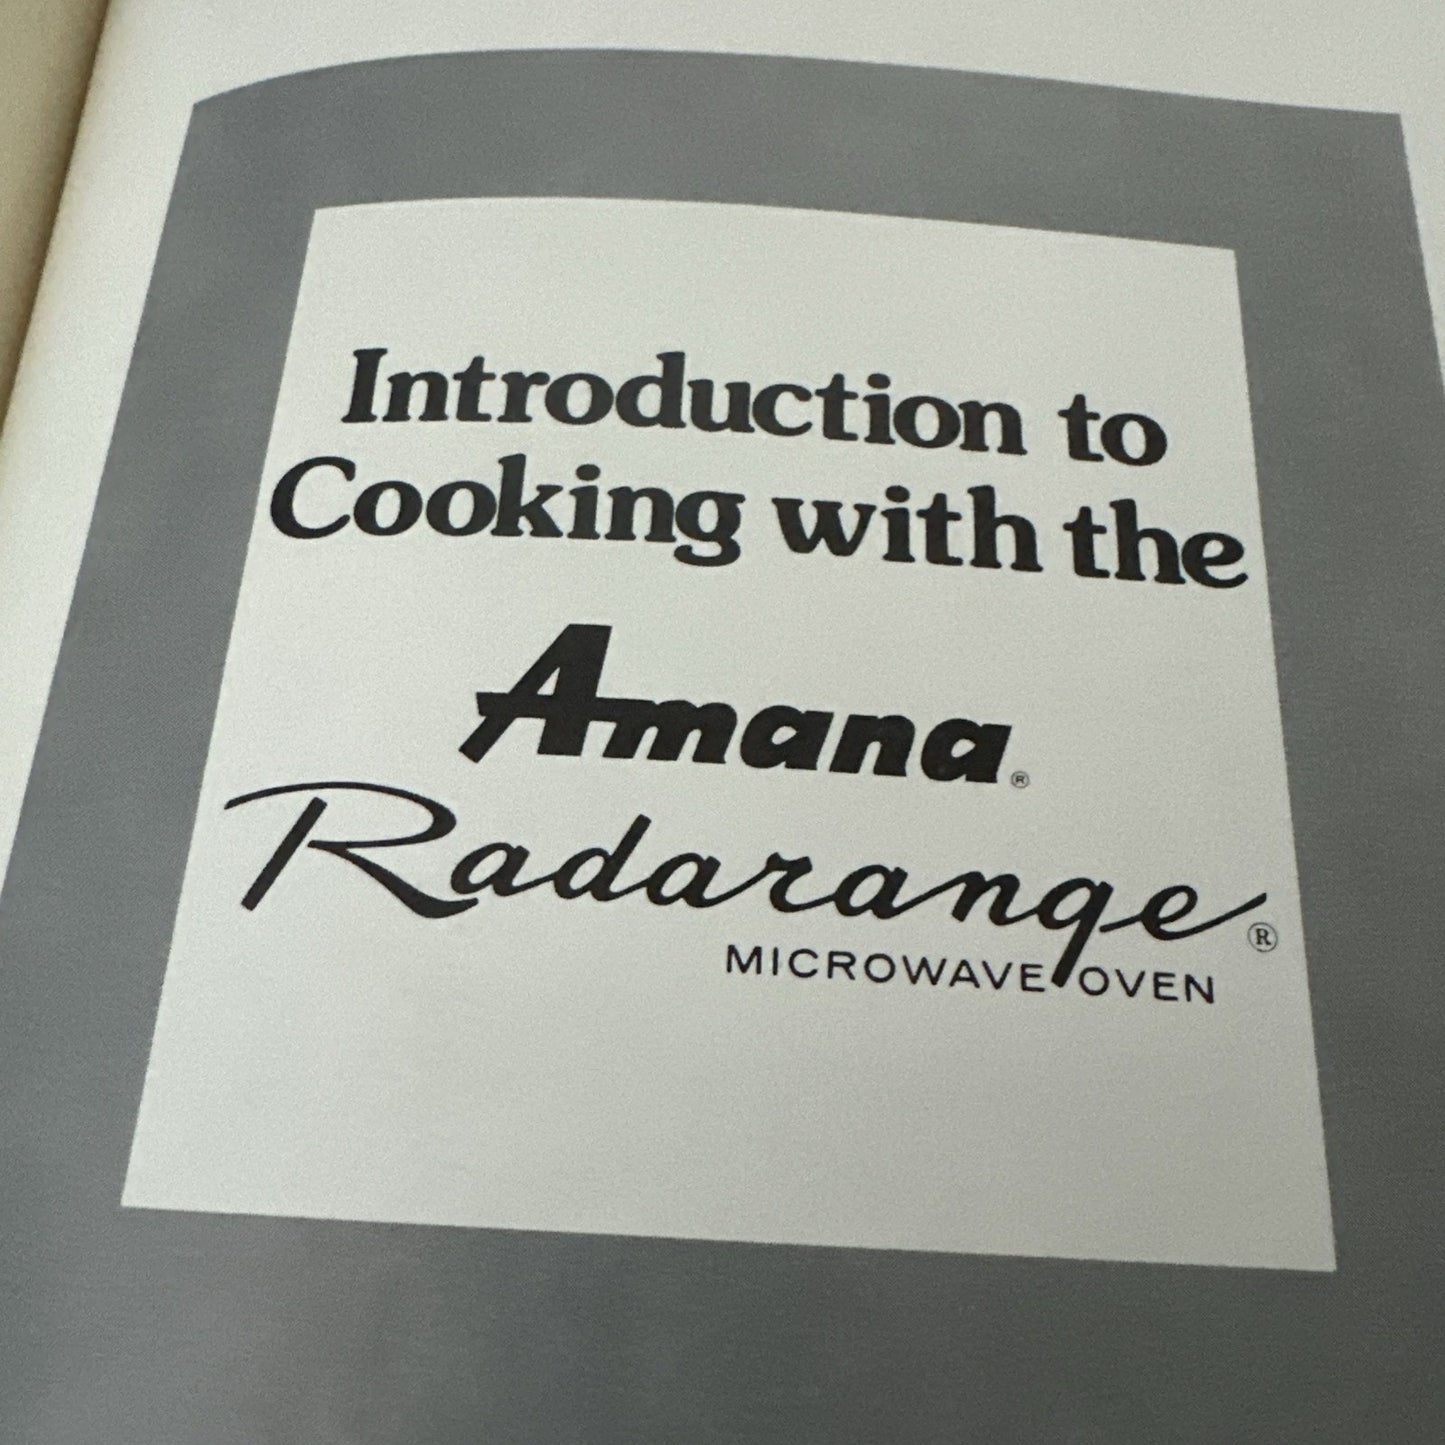 Introduction to
Cooking with the
Amana®
Radarange®
MICROWAVE OVEN